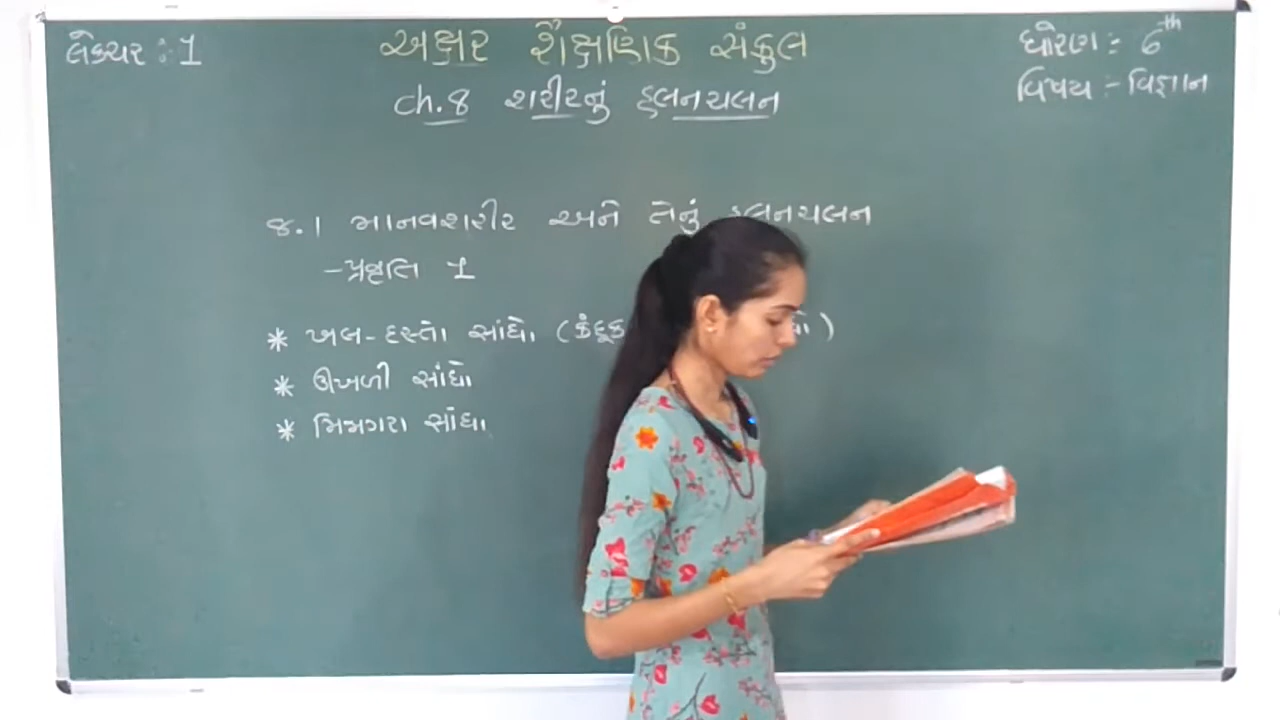 લેક્ચર : 1
અક્ષર શૈક્ષણિક સંકુલ
ધોરણ :- 6th
વિષય :- વિજ્ઞાન
ch.8 શરીરનું હલનચલન
8.1 માનવશરીર અને તેનું હલનચલન
- પ્રવૃત્તિ 1
* ખલ-દસ્તો સાંધો (કંદૂક
* ઊખળી સાંધો
* મિજાગરા સાંધા